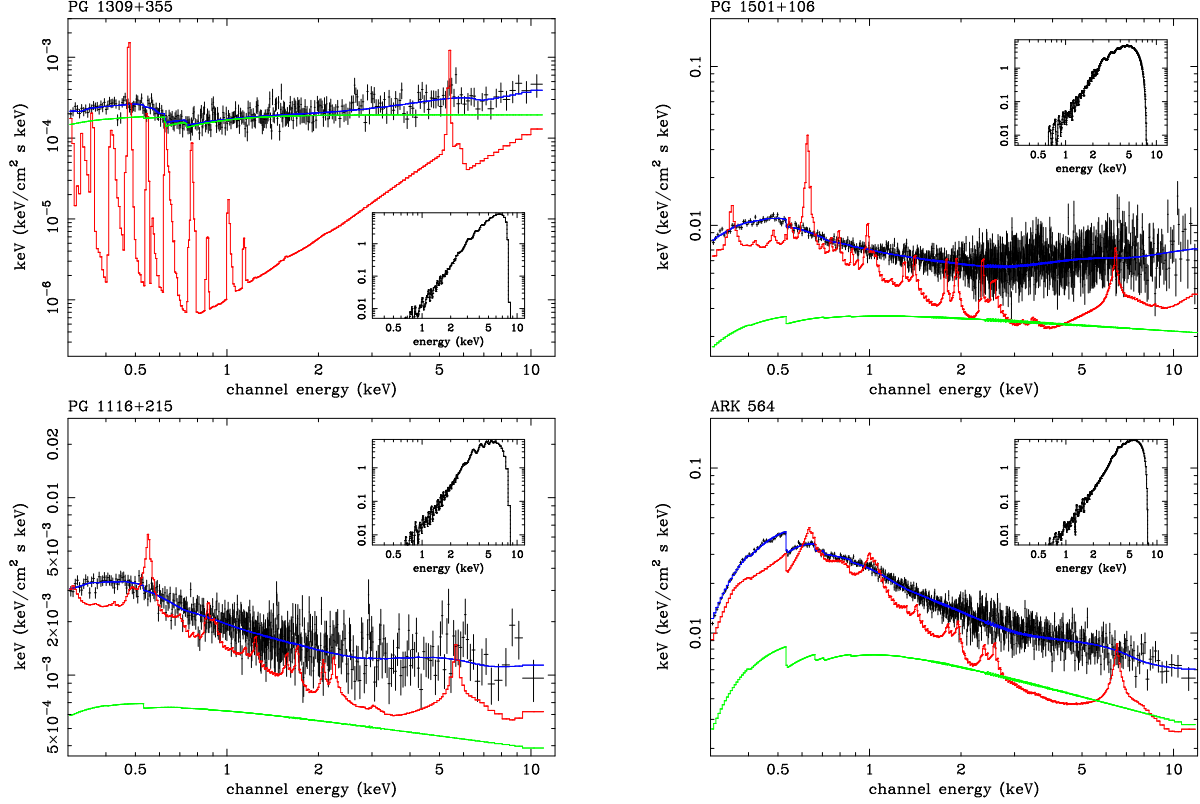 PG 1309+355
keV (keV/cm² s keV)
10⁻³
10⁻⁴
10⁻⁵
10⁻⁶
0.5 1 2 5 10
channel energy (keV)
1
0.1
0.01
0.5 1 2 5 10
energy (keV)
PG 1501+106
keV (keV/cm² s keV)
0.1
0.01
0.5 1 2 5 10
channel energy (keV)
1
0.1
0.01
0.5 1 2 5 10
energy (keV)
PG 1116+215
keV (keV/cm² s keV)
0.02
0.01
5×10⁻³
2×10⁻³
10⁻³
5×10⁻⁴
0.5 1 2 5 10
channel energy (keV)
1
0.1
0.01
0.5 1 2 5 10
energy (keV)
ARK 564
keV (keV/cm² s keV)
0.1
0.01
0.5 1 2 5 10
channel energy (keV)
1
0.1
0.01
0.5 1 2 5 10
energy (keV)